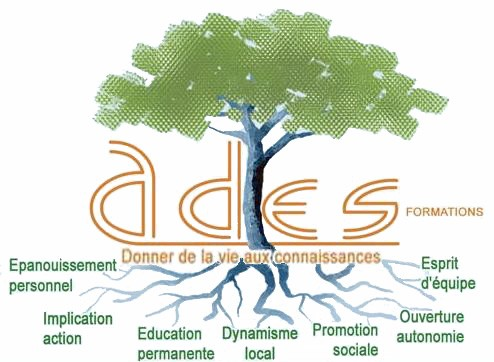 ades
FORMATIONS
Donner de la vie aux connaissances
Epanouissement
personnel
Implication
action
Education
permanente
Dynamisme
local
Promotion
sociale
Ouverture
autonomie
Esprit
d'équipe